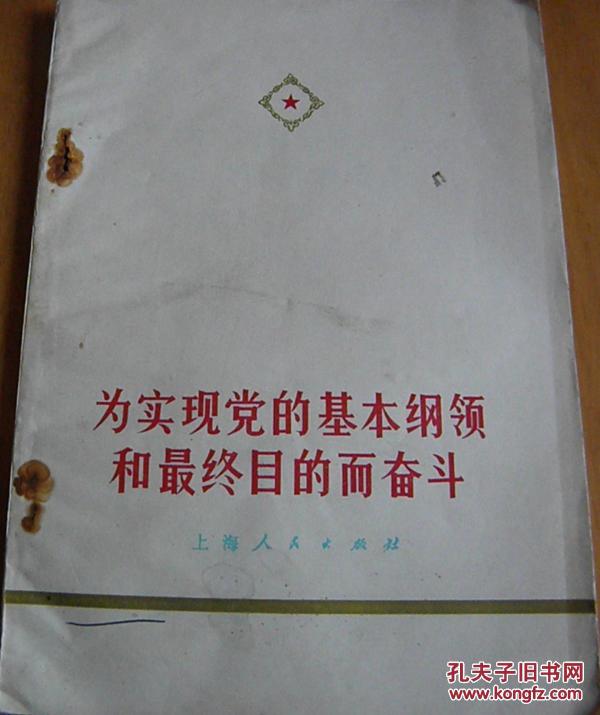 为实现党的基本纲领
和最终目的而奋斗
上海人民出版社
孔夫子旧书网
www.kongfz.com